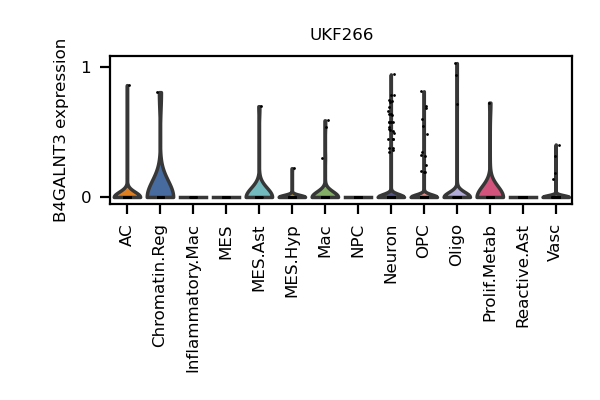 UKF266
B4GALNT3 expression
1
0
AC
Chromatin.Reg
Inflammatory.Mac
MES
MES.Ast
MES.Hyp
Mac
NPC
Neuron
OPC
Oligo
Prolif.Metab
Reactive.Ast
Vasc